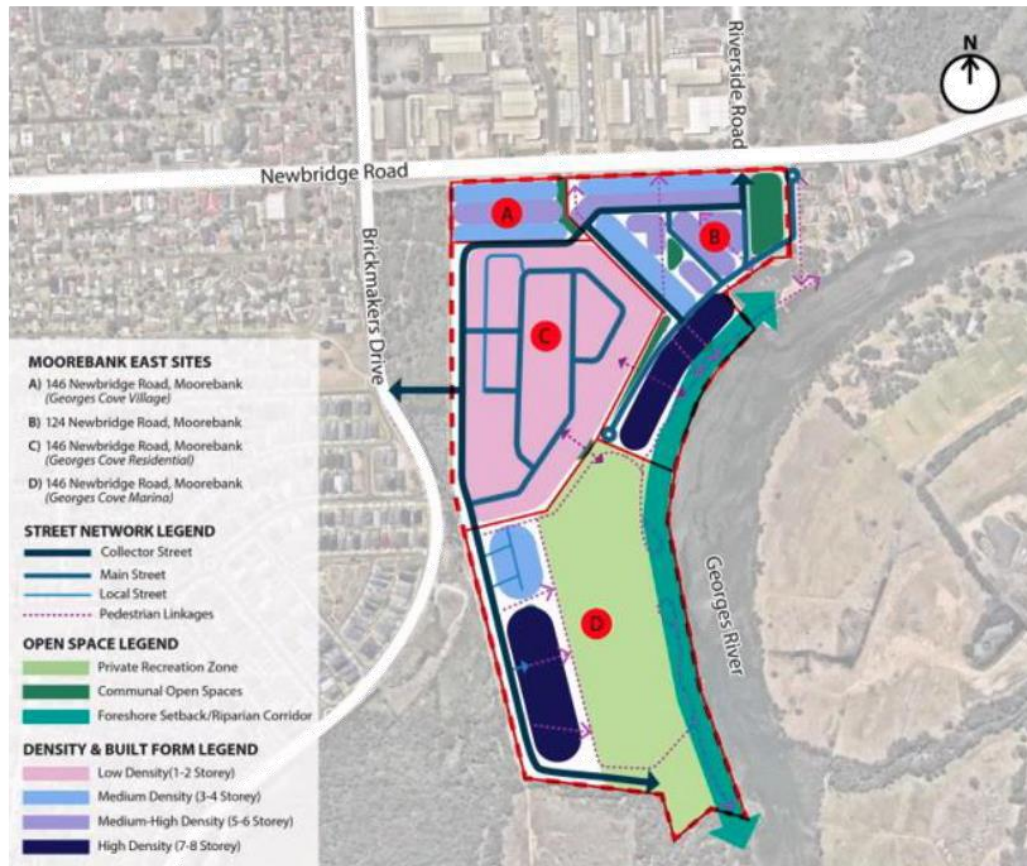 N
Riverside Road
Newbridge Road
Brickmakers Drive
A
B
C
D
Georges River
MOOREBANK EAST SITES
A) 146 Newbridge Road, Moorebank
(Georges Cove Village)
B) 124 Newbridge Road, Moorebank
C) 146 Newbridge Road, Moorebank
(Georges Cove Residential)
D) 146 Newbridge Road, Moorebank
(Georges Cove Marina)
STREET NETWORK LEGEND
Collector Street
Main Street
Local Street
Pedestrian Linkages
OPEN SPACE LEGEND
Private Recreation Zone
Communal Open Spaces
Foreshore Setback/Riparian Corridor
DENSITY & BUILT FORM LEGEND
Low Density(1-2 Storey)
Medium Density (3-4 Storey)
Medium-High Density (5-6 Storey)
High Density (7-8 Storey)